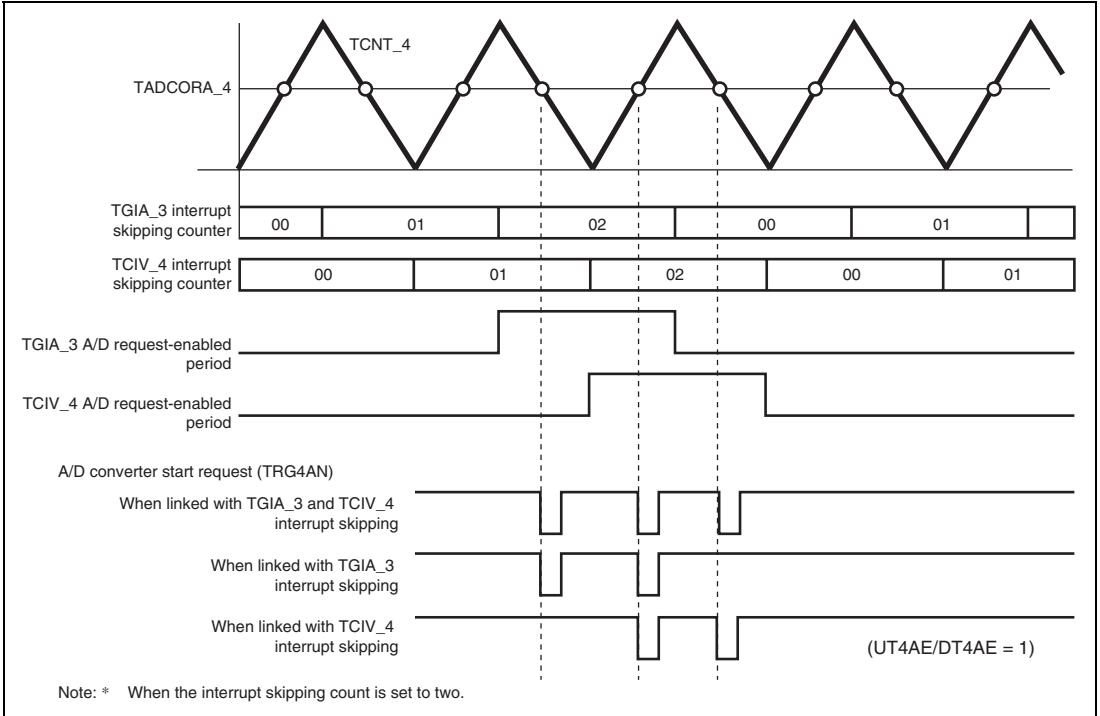 TCNT_4
TADCORA_4
TGIA_3 interrupt
skipping counter
00 01 02 00 01
TCIV_4 interrupt
skipping counter
00 01 02 00 01
TGIA_3 A/D request-enabled
period
TCIV_4 A/D request-enabled
period
A/D converter start request (TRG4AN)
When linked with TGIA_3 and TCIV_4
interrupt skipping
When linked with TGIA_3
interrupt skipping
When linked with TCIV_4
interrupt skipping
(UT4AE/DT4AE = 1)
Note: * When the interrupt skipping count is set to two.